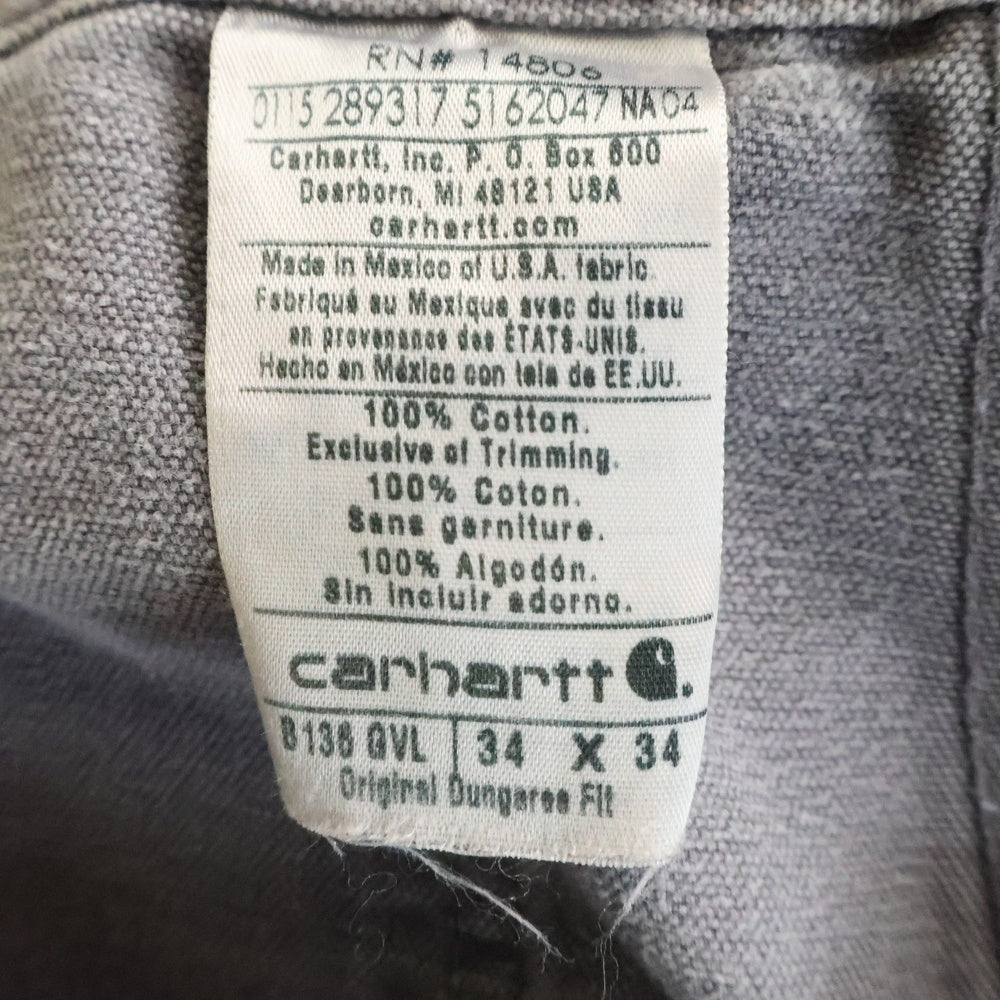 RN# 14806
0115 289317 5162047 NA04
Carhartt, Inc. P. O. Box 600
Dearborn, MI 48121 USA
carhartt.com
Made in Mexico of U.S.A. fabric.
Fabriqué au Mexique avec du tissu
en provenance des ÉTATS-UNIS.
Hecho en México con tela de EE.UU.
100% Cotton.
Exclusive of Trimming.
100% Coton.
Sans garniture.
100% Algodón.
Sin incluir adorno.
carhartt
B136 GVL 34 X 34
Original Dungaree Fit